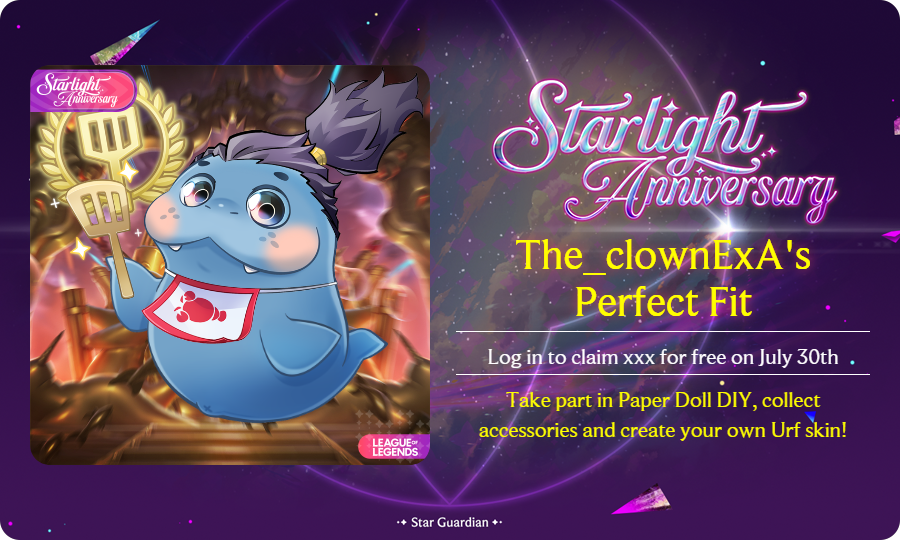 Starlight
Anniversary
Starlight
Anniversary
The_clownExA's
Perfect Fit
Log in to claim xxx for free on July 30th
Take part in Paper Doll DIY, collect
accessories and create your own Urf skin!
LEAGUE OF
LEGENDS
Star Guardian